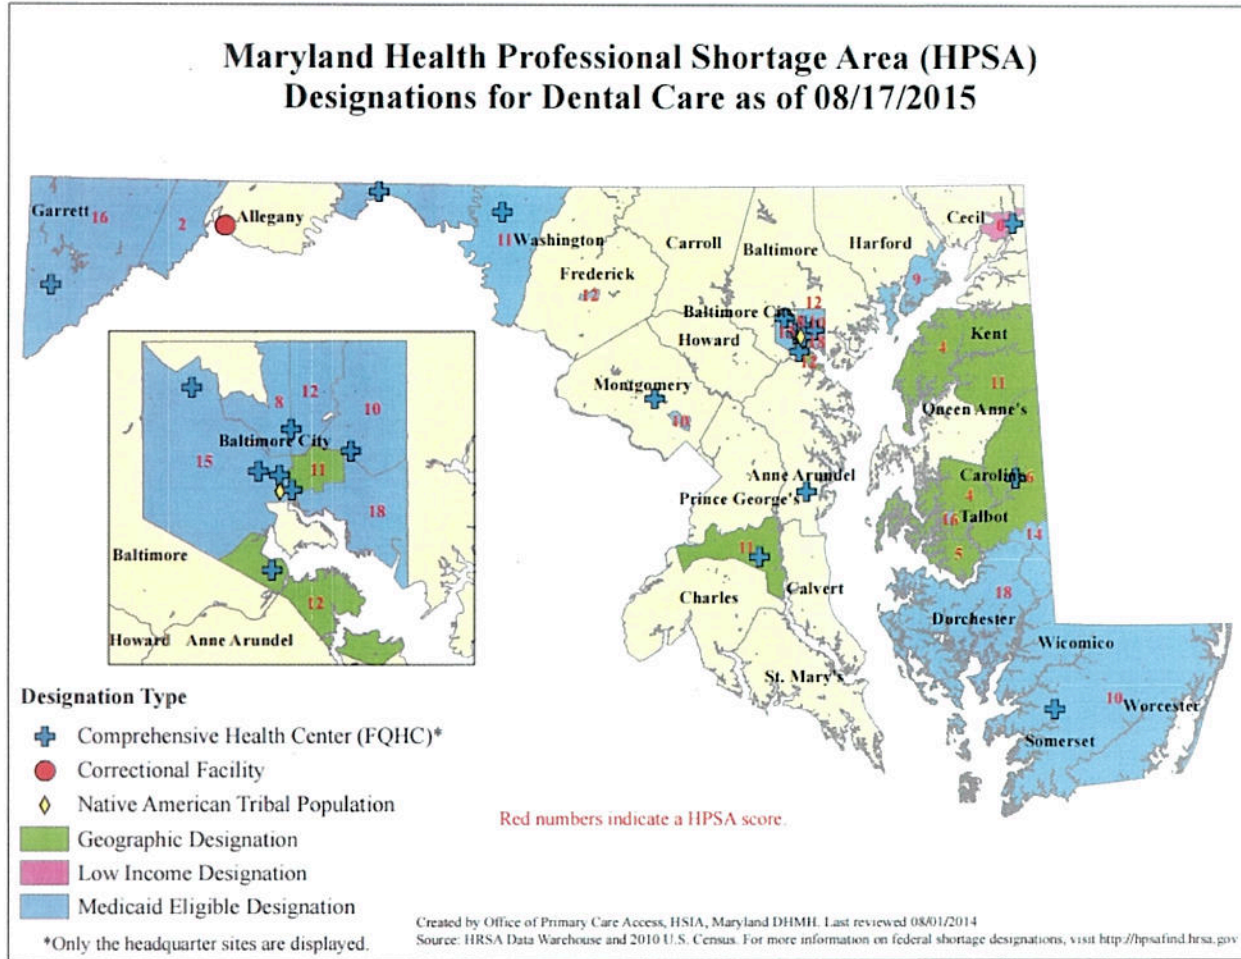 Maryland Health Professional Shortage Area (HPSA)
Designations for Dental Care as of 08/17/2015
Garrett
16
2
Allegany
11
Washington
Frederick
12
Carroll
Baltimore
Harford
Cecil
9
12
Baltimore City
18
12
Howard
Montgomery
10
Kent
4
11
Queen Anne's
Anne Arundel
Prince George's
Caroline
6
4
16
Talbot
5
14
11
Charles
Calvert
18
Dorchester
Wicomico
St. Mary's
10
Worcester
Somerset
8
12
10
Baltimore City
15
11
18
Baltimore
12
Howard
Anne Arundel
Designation Type
Comprehensive Health Center (FQHC)*
Correctional Facility
Native American Tribal Population
Geographic Designation
Low Income Designation
Medicaid Eligible Designation
*Only the headquarter sites are displayed.
Red numbers indicate a HPSA score.
Created by Office of Primary Care Access, HSIA, Maryland DHMH. Last reviewed 08/01/2014
Source: HRSA Data Warehouse and 2010 U.S. Census. For more information on federal shortage designations, visit http://hpsafind.hrsa.gov